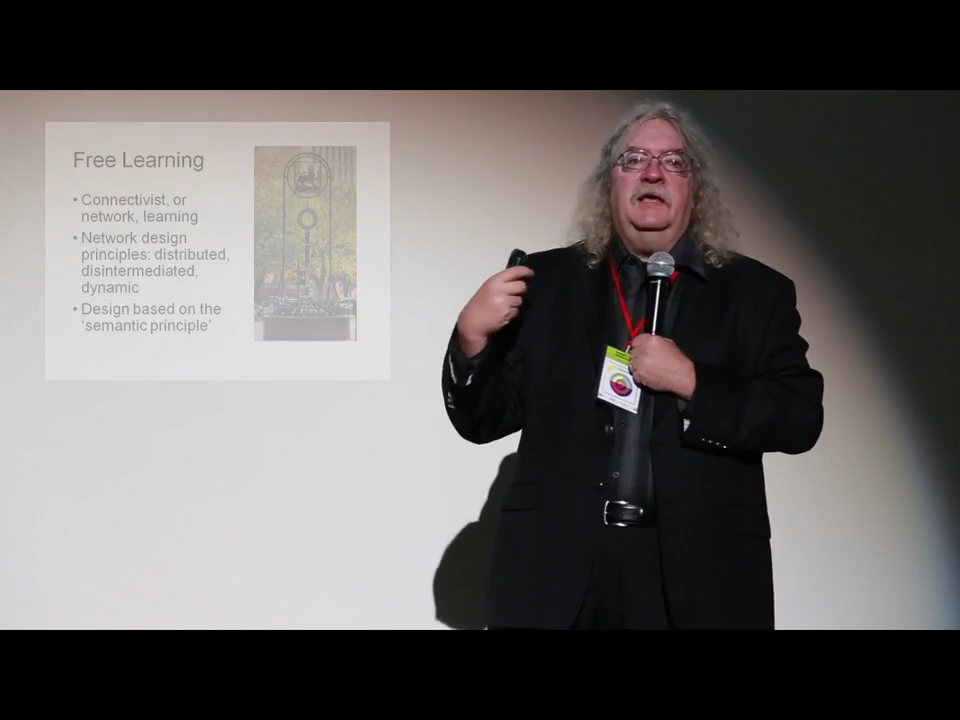 Free Learning
• Connectivist, or
network, learning
• Network design
principles: distributed,
disintermediated,
dynamic
• Design based on the
‘semantic principle’